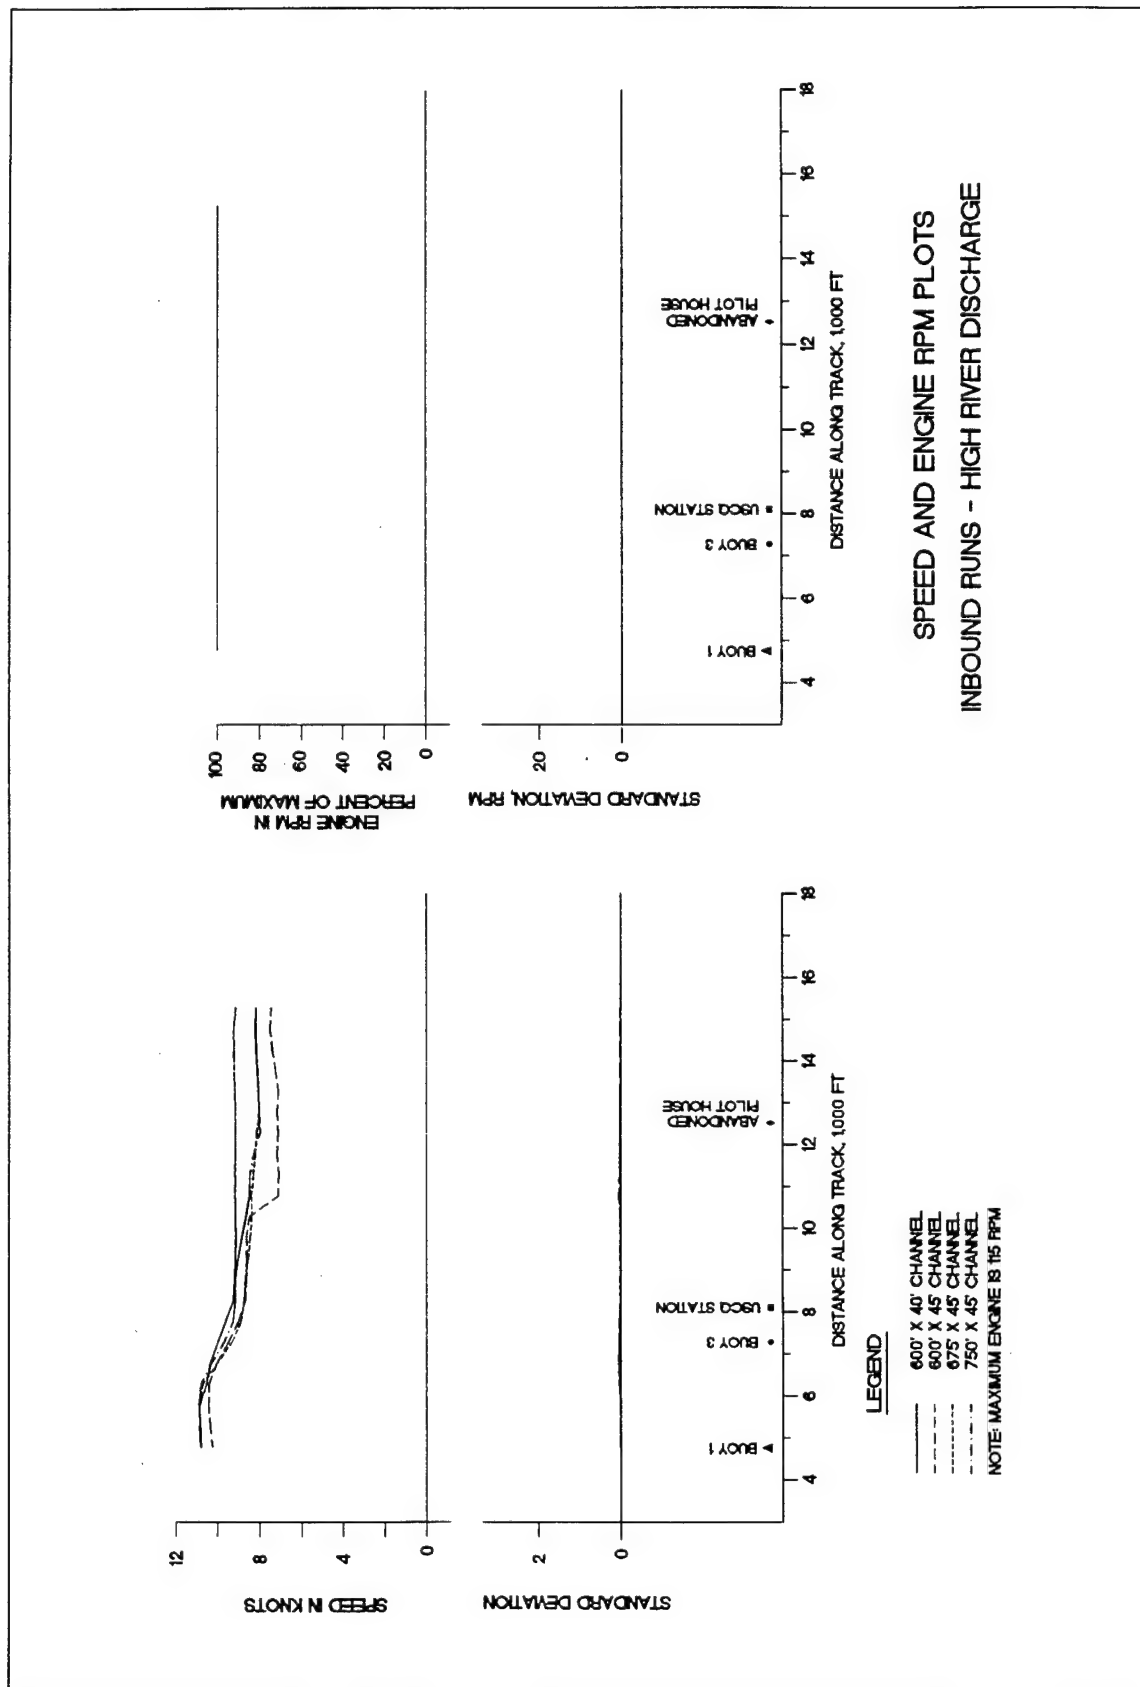 SPEED IN KNOTS
12
8
4
0
STANDARD DEVIATION
2
0
BUOY 1
BUOY 3
USCG STATION
ABANDONED
PILOT HOUSE
4
6
8
10
12
14
16
18
DISTANCE ALONG TRACK, 1,000 FT
LEGEND
600' X 40' CHANNEL
600' X 45' CHANNEL
675' X 45' CHANNEL
750' X 45' CHANNEL
NOTE: MAXIMUM ENGINE IS 115 RPM
ENGINE RPM IN
PERCENT OF MAXIMUM
100
80
60
40
20
0
STANDARD DEVIATION, RPM
20
0
BUOY 1
BUOY 3
USCG STATION
ABANDONED
PILOT HOUSE
4
6
8
10
12
14
16
18
DISTANCE ALONG TRACK, 1,000 FT
SPEED AND ENGINE RPM PLOTS
INBOUND RUNS - HIGH RIVER DISCHARGE